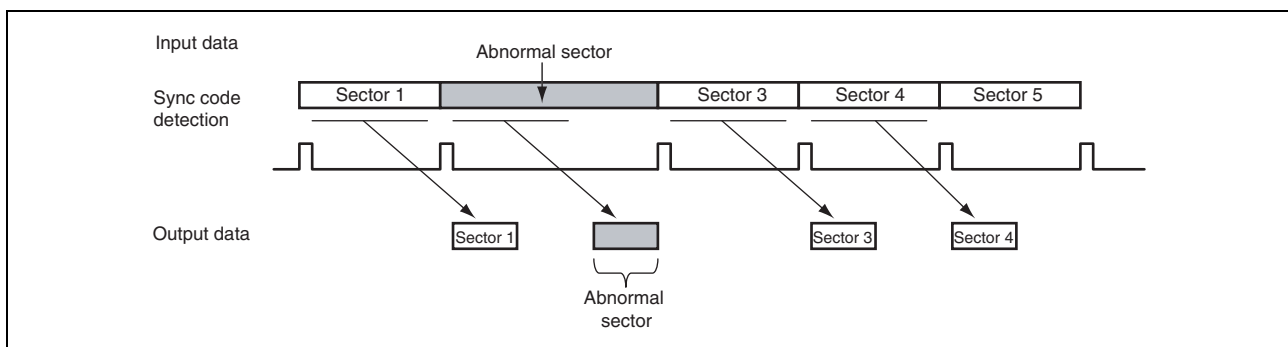 Input data
Abnormal sector
Sector 1
Sector 3
Sector 4
Sector 5
Sync code
detection
Output data
Sector 1
Sector 3
Sector 4
Abnormal
sector